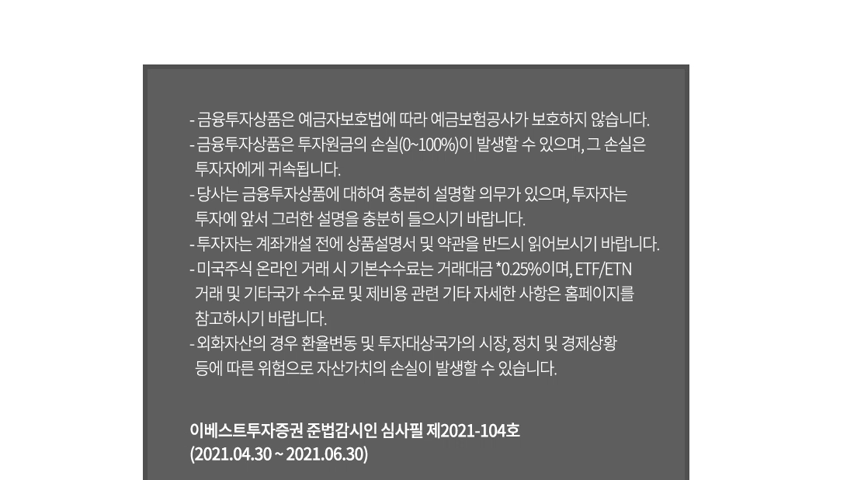 - 금융투자상품은 예금자보호법에 따라 예금보험공사가 보호하지 않습니다.
- 금융투자상품은 투자원금의 손실(0~100%)이 발생할 수 있으며, 그 손실은
투자자에게 귀속됩니다.
- 당사는 금융투자상품에 대하여 충분히 설명할 의무가 있으며, 투자자는
투자에 앞서 그러한 설명을 충분히 들으시기 바랍니다.
- 투자자는 계좌개설 전에 상품설명서 및 약관을 반드시 읽어보시기 바랍니다.
- 미국주식 온라인 거래 시 기본수수료는 거래대금 *0.25%이며, ETF/ETN
거래 및 기타국가 수수료 및 제비용 관련 기타 자세한 사항은 홈페이지를
참고하시기 바랍니다.
- 외화자산의 경우 환율변동 및 투자대상국가의 시장, 정치 및 경제상황
등에 따른 위험으로 자산가치의 손실이 발생할 수 있습니다.
이베스트투자증권 준법감시인 심사필 제2021-104호
(2021.04.30 ~ 2021.06.30)